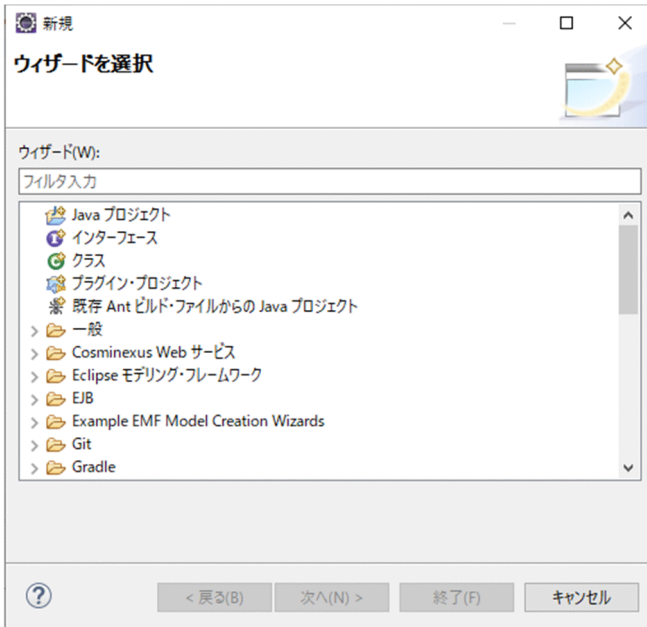 新規
ウィザードを選択
ウィザード(W):
フィルタ入力
Java プロジェクト
インターフェース
クラス
プラグイン・プロジェクト
既存 Ant ビルド・ファイルからの Java プロジェクト
一般
Cosminexus Web サービス
Eclipse モデリング・フレームワーク
EJB
Example EMF Model Creation Wizards
Git
Gradle
< 戻る(B) 次へ(N) > 終了(F) キャンセル